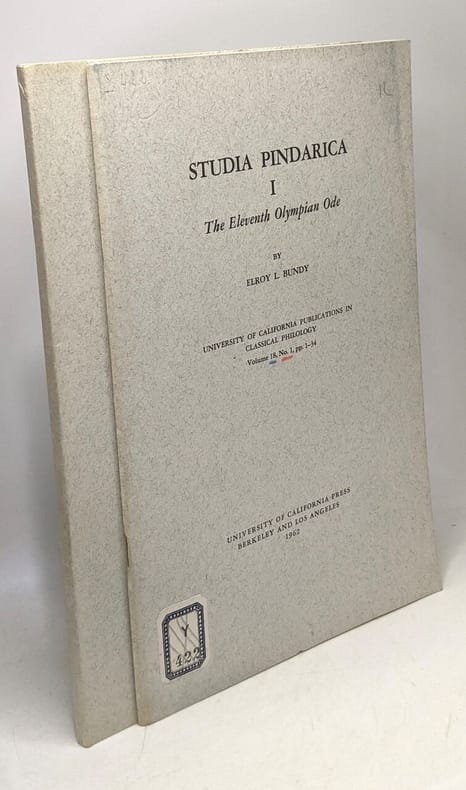 Y 422
STUDIA PINDARICA
I
The Eleventh Olympian Ode
BY
ELROY L. BUNDY
UNIVERSITY OF CALIFORNIA PUBLICATIONS IN
CLASSICAL PHILOLOGY
Volume 18, No. 1, pp. 1-34
UNIVERSITY OF CALIFORNIA PRESS
BERKELEY AND LOS ANGELES
1962
Y
422